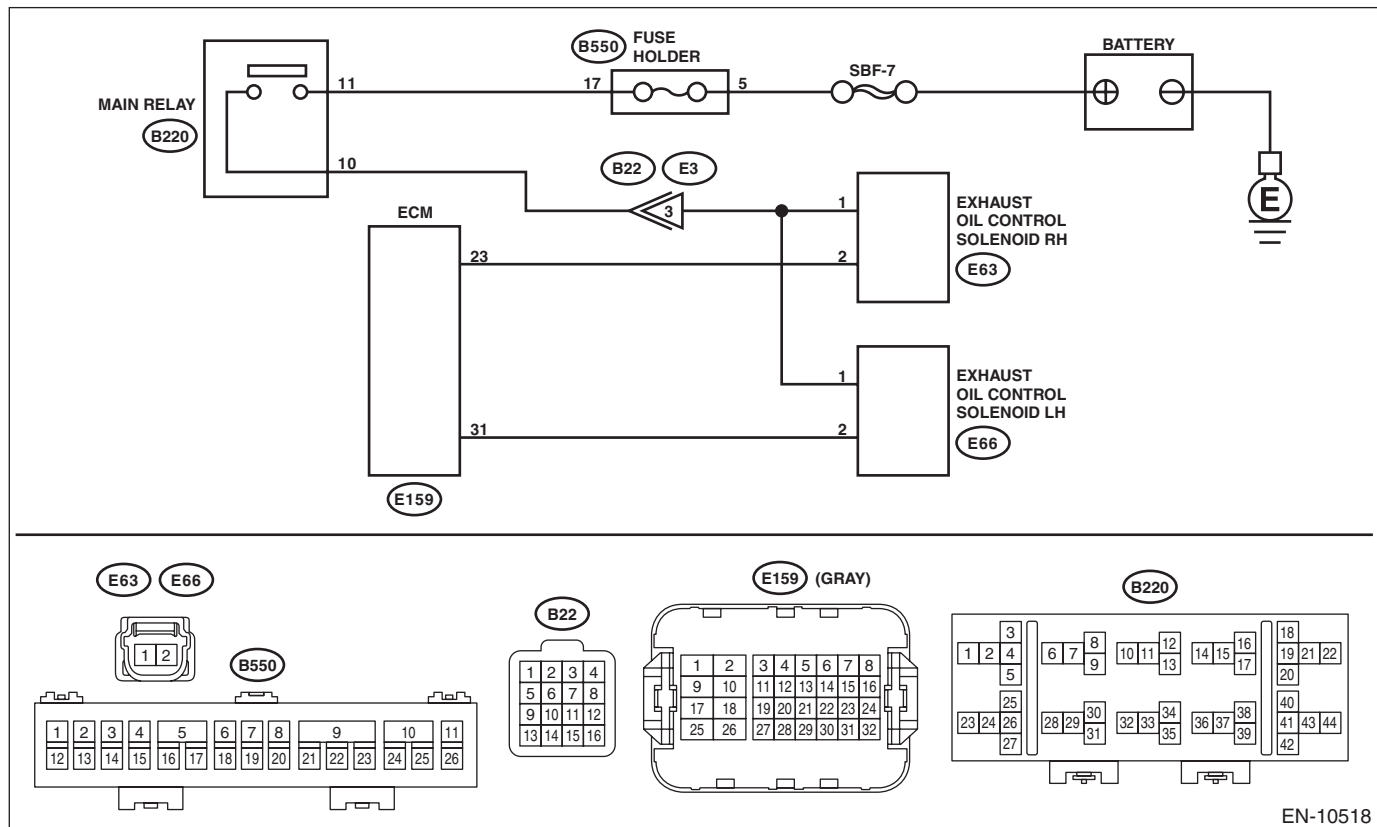 B550 FUSE HOLDER
BATTERY
SBF-7
11
17
5
MAIN RELAY
B220
10
B22
E3
3
E
ECM
1
EXHAUST
OIL CONTROL
SOLENOID RH
23
2
E63
1
EXHAUST
OIL CONTROL
SOLENOID LH
31
2
E66
E159
E63 E66
1 2
B550
1 2 3 4 5 6 7 8 9 10 11
12 13 14 15 16 17 18 19 20 21 22 23 24 25 26
B22
1 2 3 4
5 6 7 8
9 10 11 12
13 14 15 16
E159 (GRAY)
1 2 3 4 5 6 7 8
9 10 11 12 13 14 15 16
17 18 19 20 21 22 23 24
25 26 27 28 29 30 31 32
B220
3 8 12 16 18
1 2 4 6 7 10 11 14 15 19 21 22
5 9 13 17 20
25 30 34 38 40
23 24 26 28 29 32 33 36 37 41 43 44
27 31 35 39 42
EN-10518